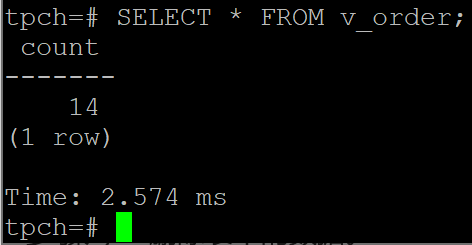 tpch=# SELECT * FROM v_order;
count
-------
14
(1 row)
Time: 2.574 ms
tpch=#